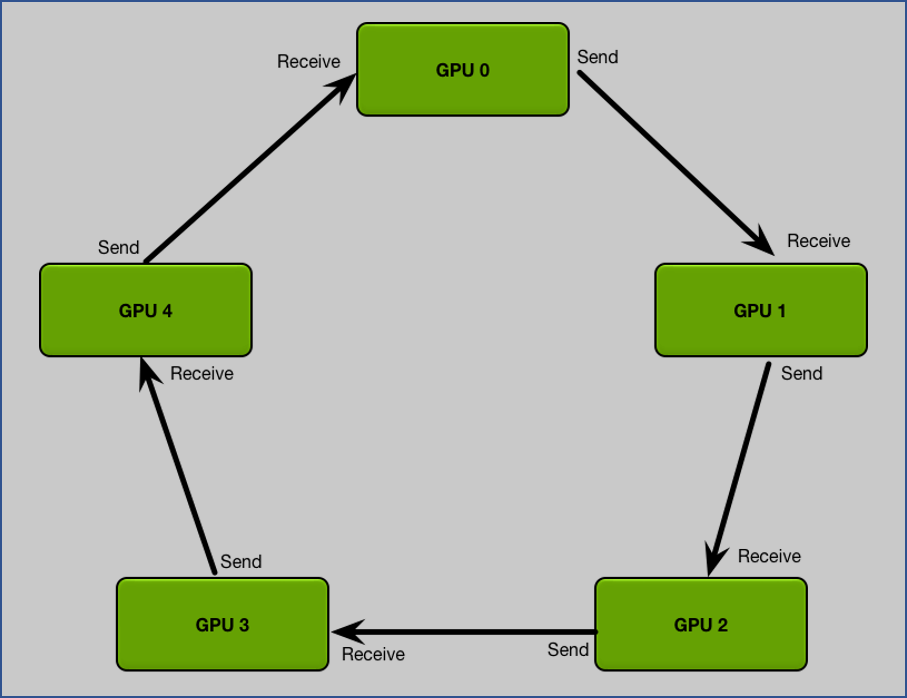 GPU 0
Receive
Send
Send
Receive
GPU 4
GPU 1
Receive
Send
Send
Receive
GPU 3
GPU 2
Receive
Send